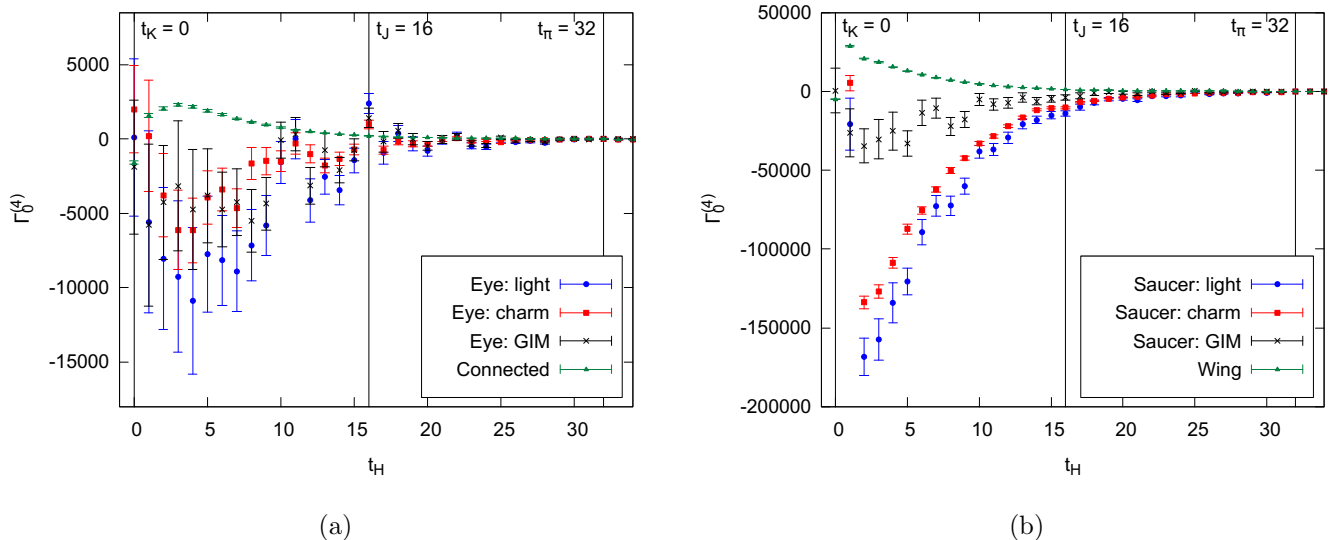 t_K = 0 t_J = 16 t_π = 32
5000
0
-5000
-10000
-15000
Γ_0^(4)
Eye: light
Eye: charm
Eye: GIM
Connected
0 5 10 15 20 25 30
t_H
(a)
50000
t_K = 0 t_J = 16 t_π = 32
0
-50000
-100000
-150000
-200000
Γ_0^(4)
Saucer: light
Saucer: charm
Saucer: GIM
Wing
0 5 10 15 20 25 30
t_H
(b)